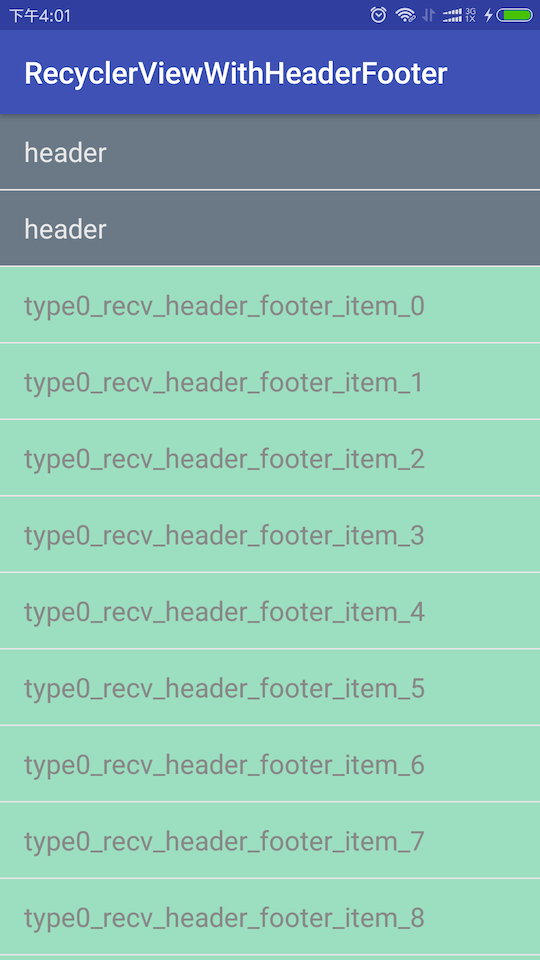 下午4:01
3G
1X
RecyclerViewWithHeaderFooter
header
header
type0_recv_header_footer_item_0
type0_recv_header_footer_item_1
type0_recv_header_footer_item_2
type0_recv_header_footer_item_3
type0_recv_header_footer_item_4
type0_recv_header_footer_item_5
type0_recv_header_footer_item_6
type0_recv_header_footer_item_7
type0_recv_header_footer_item_8